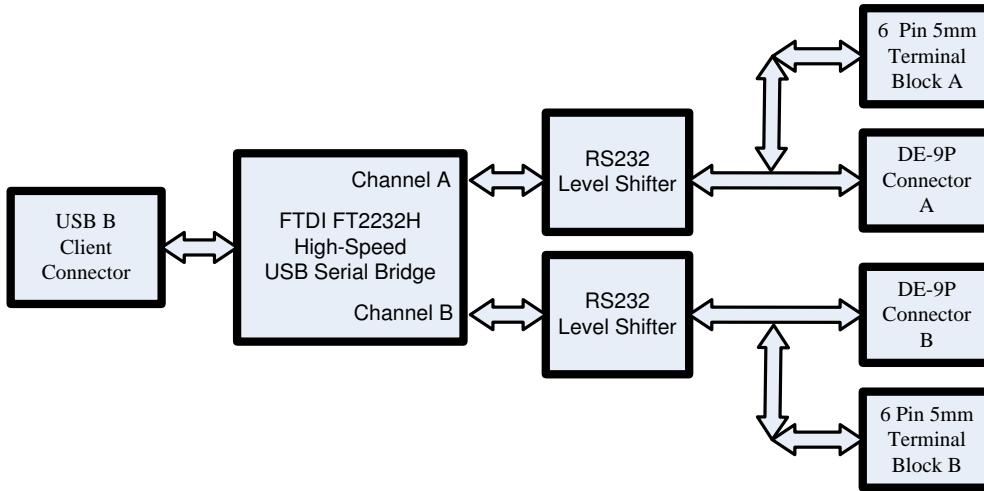 USB B
Client
Connector
Channel A
FTDI FT2232H
High-Speed
USB Serial Bridge
Channel B
RS232
Level Shifter
RS232
Level Shifter
6 Pin 5mm
Terminal
Block A
DE-9P
Connector
A
DE-9P
Connector
B
6 Pin 5mm
Terminal
Block B